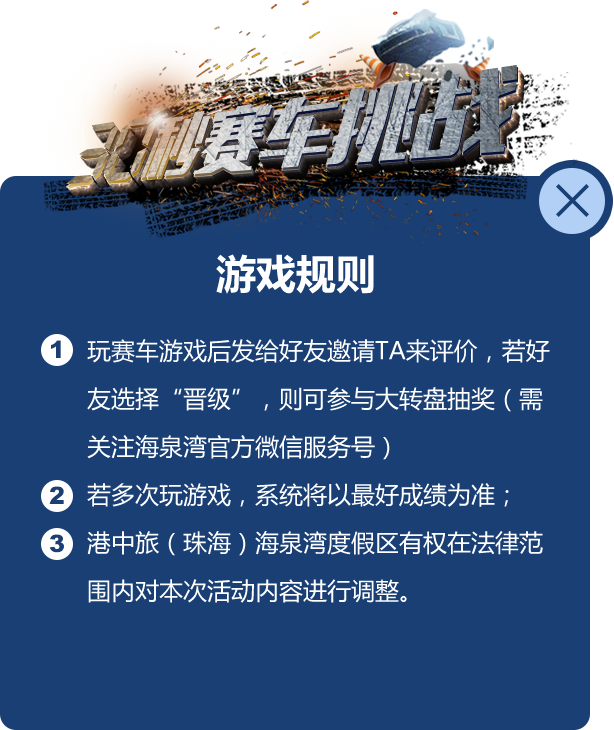 秒赛车挑战
游戏规则
1 玩赛车游戏后发给好友邀请TA来评价，若好
友选择“晋级”，则可参与大转盘抽奖（需
关注海泉湾官方微信服务号）
2 若多次玩游戏，系统将以最好成绩为准；
3 港中旅（珠海）海泉湾度假区有权在法律范
围内对本次活动内容进行调整。